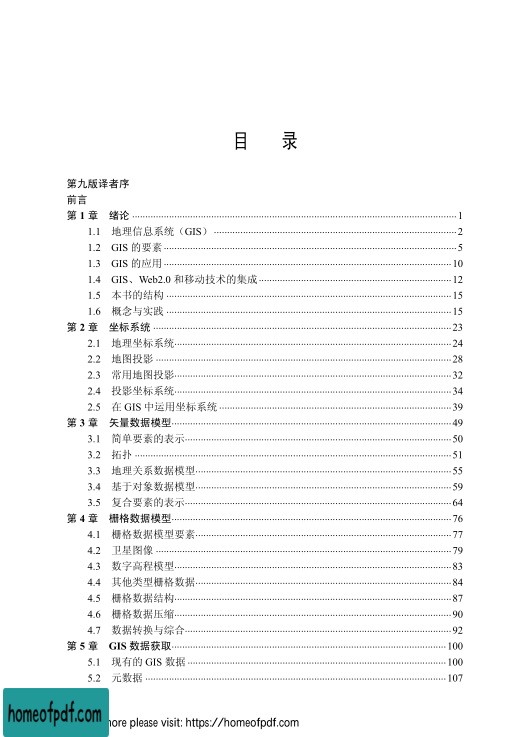 目 录
第九版译者序
前言
第 1 章 绪论 1
1.1 地理信息系统（GIS） 2
1.2 GIS 的要素 5
1.3 GIS 的应用 10
1.4 GIS、Web2.0 和移动技术的集成 12
1.5 本书的结构 15
1.6 概念与实践 15
第 2 章 坐标系统 23
2.1 地理坐标系统 24
2.2 地图投影 28
2.3 常用地图投影 32
2.4 投影坐标系统 34
2.5 在 GIS 中运用坐标系统 39
第 3 章 矢量数据模型 49
3.1 简单要素的表示 50
3.2 拓扑 51
3.3 地理关系数据模型 55
3.4 基于对象数据模型 59
3.5 复合要素的表示 64
第 4 章 栅格数据模型 76
4.1 栅格数据模型要素 77
4.2 卫星图像 79
4.3 数字高程模型 83
4.4 其他类型栅格数据 84
4.5 栅格数据结构 87
4.6 栅格数据压缩 90
4.7 数据转换与综合 92
第 5 章 GIS 数据获取 100
5.1 现有的 GIS 数据 100
5.2 元数据 107
homeofpdf.com
ore please visit: https://homeofpdf.com